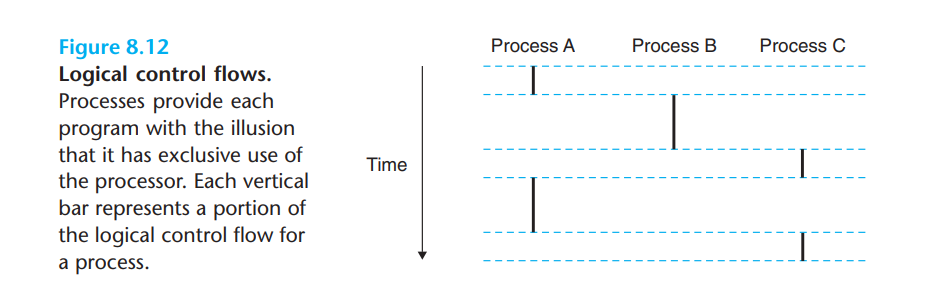 Figure 8.12
Logical control flows.
Processes provide each
program with the illusion
that it has exclusive use of
the processor. Each vertical
bar represents a portion of
the logical control flow for
a process.
Time
Process A Process B Process C